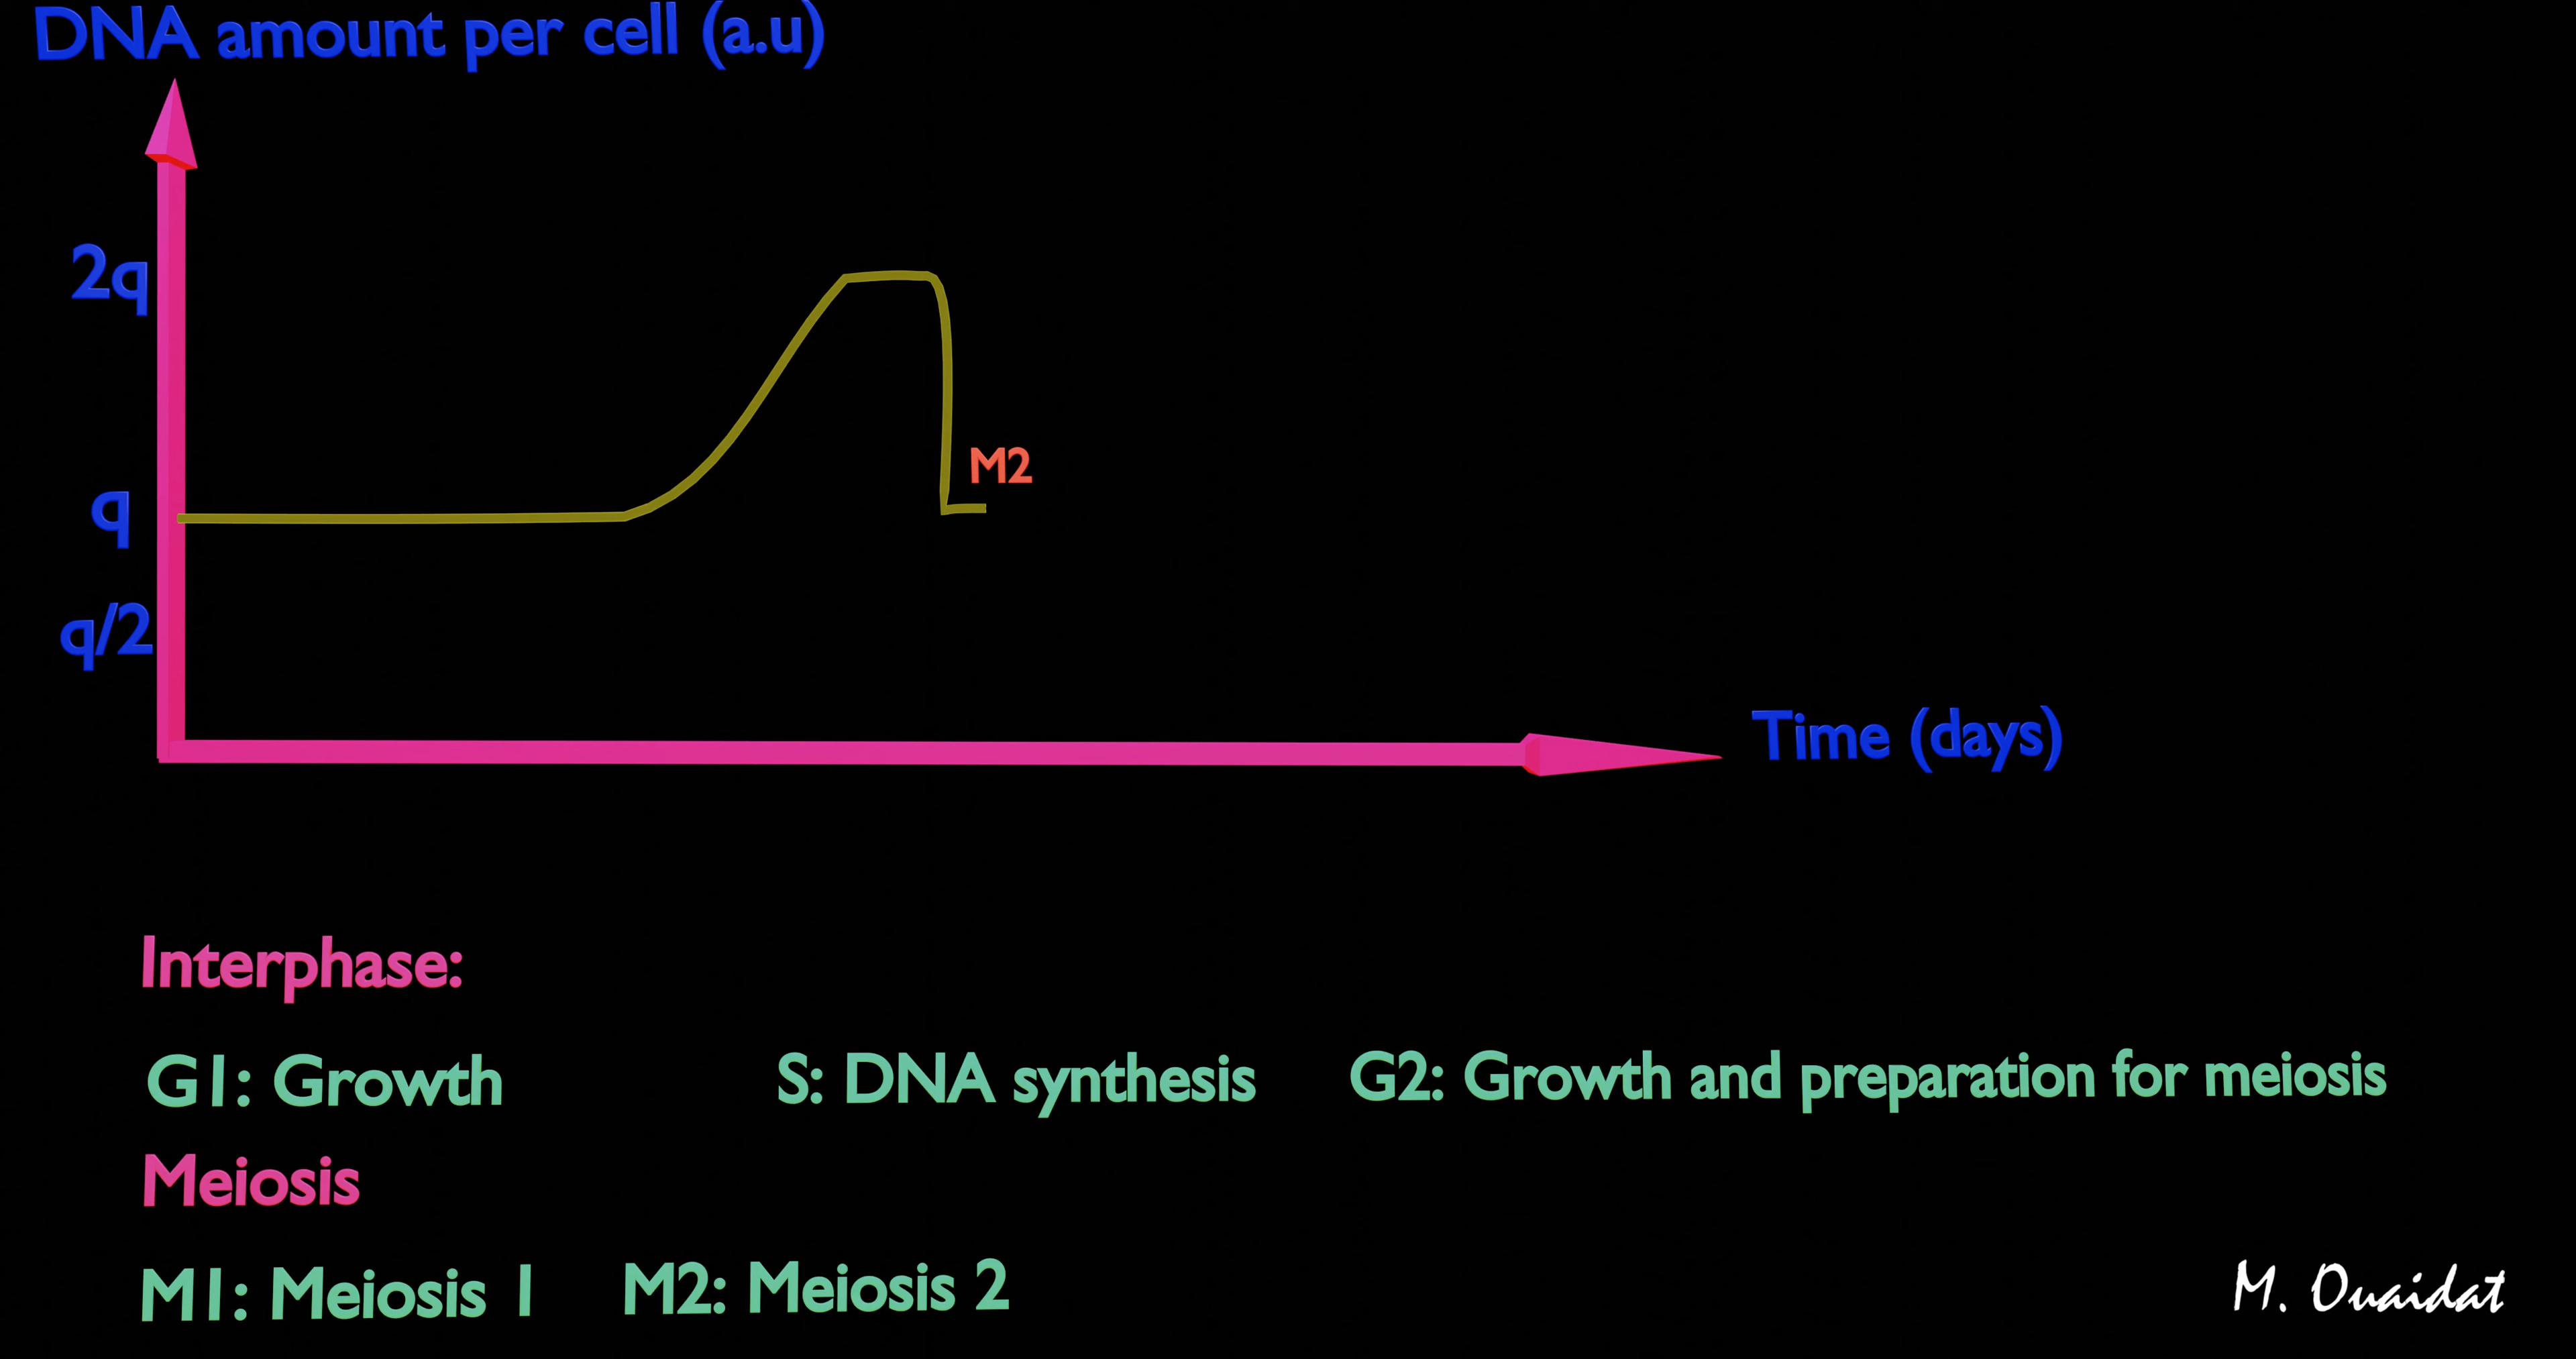 DNA amount per cell (a.u)
2q
M2
q
q/2
Time (days)
Interphase:
G1: Growth S: DNA synthesis G2: Growth and preparation for meiosis
Meiosis
M1: Meiosis 1 M2: Meiosis 2
M. Ouaidat